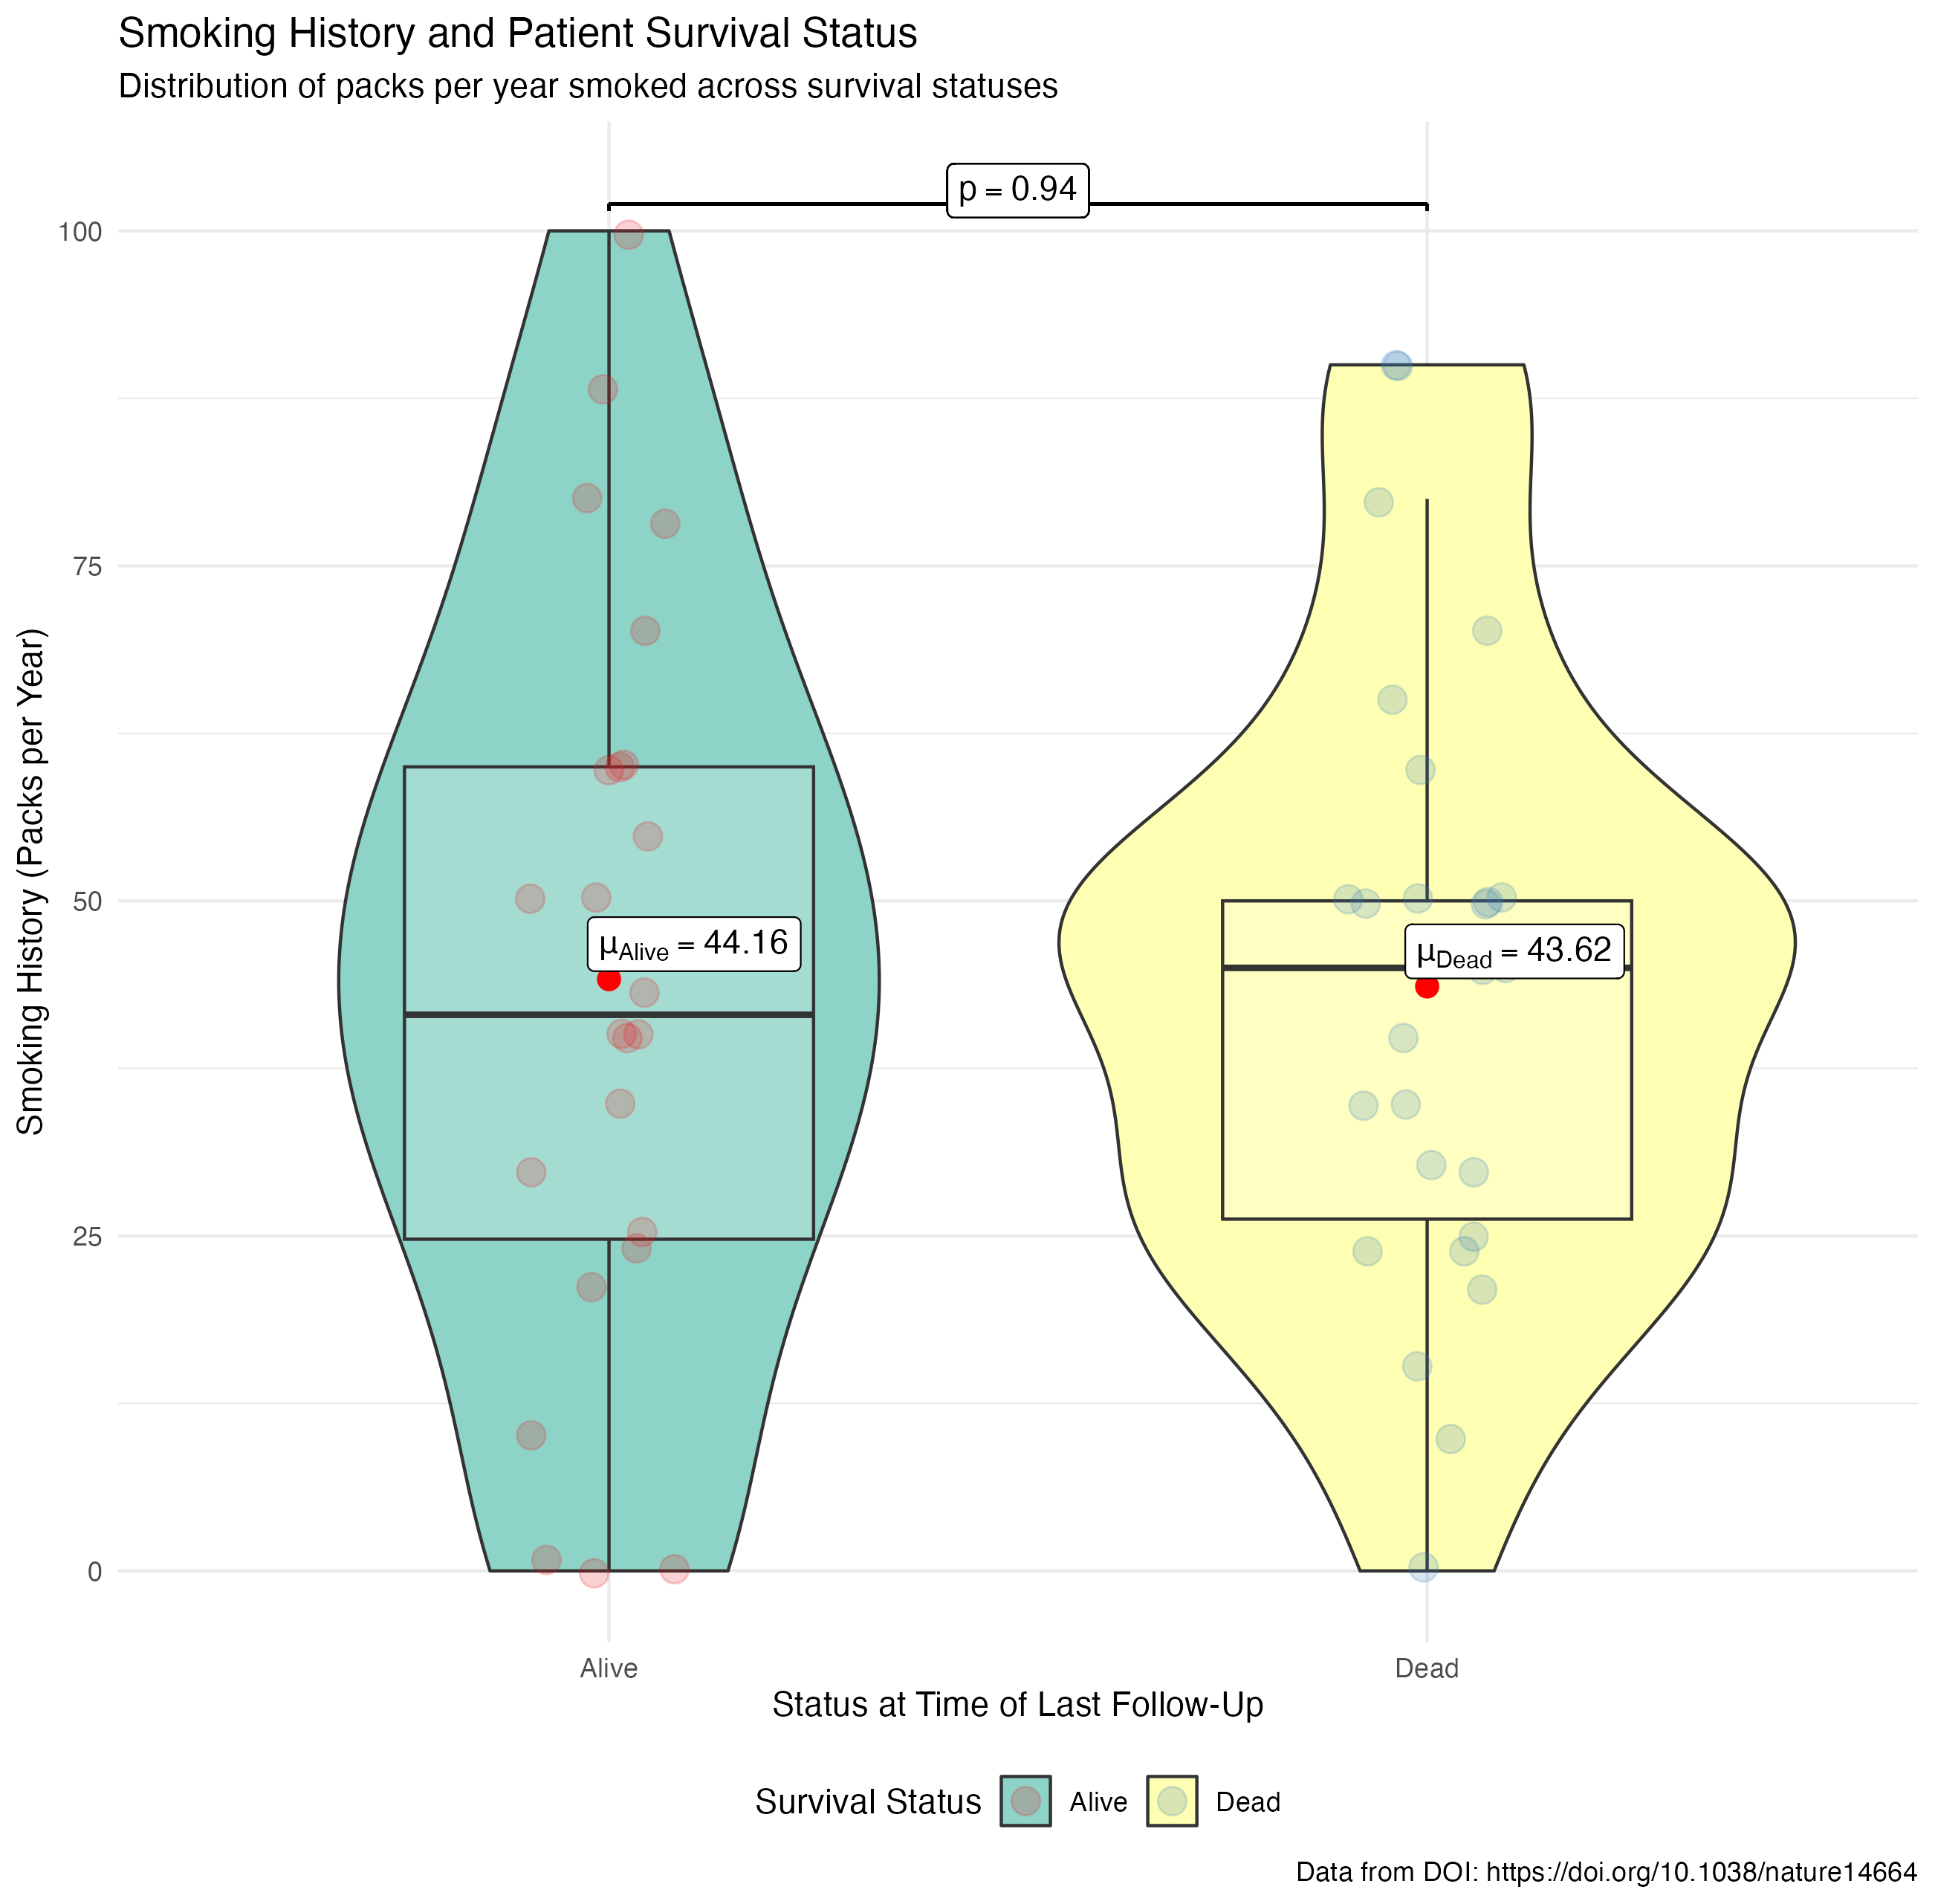 Smoking History and Patient Survival Status
Distribution of packs per year smoked across survival statuses
p = 0.94
100
75
50
25
0
Smoking History (Packs per Year)
μAlive = 44.16
μDead = 43.62
Alive
Dead
Status at Time of Last Follow-Up
Survival Status
Alive
Dead
Data from DOI: https://doi.org/10.1038/nature14664